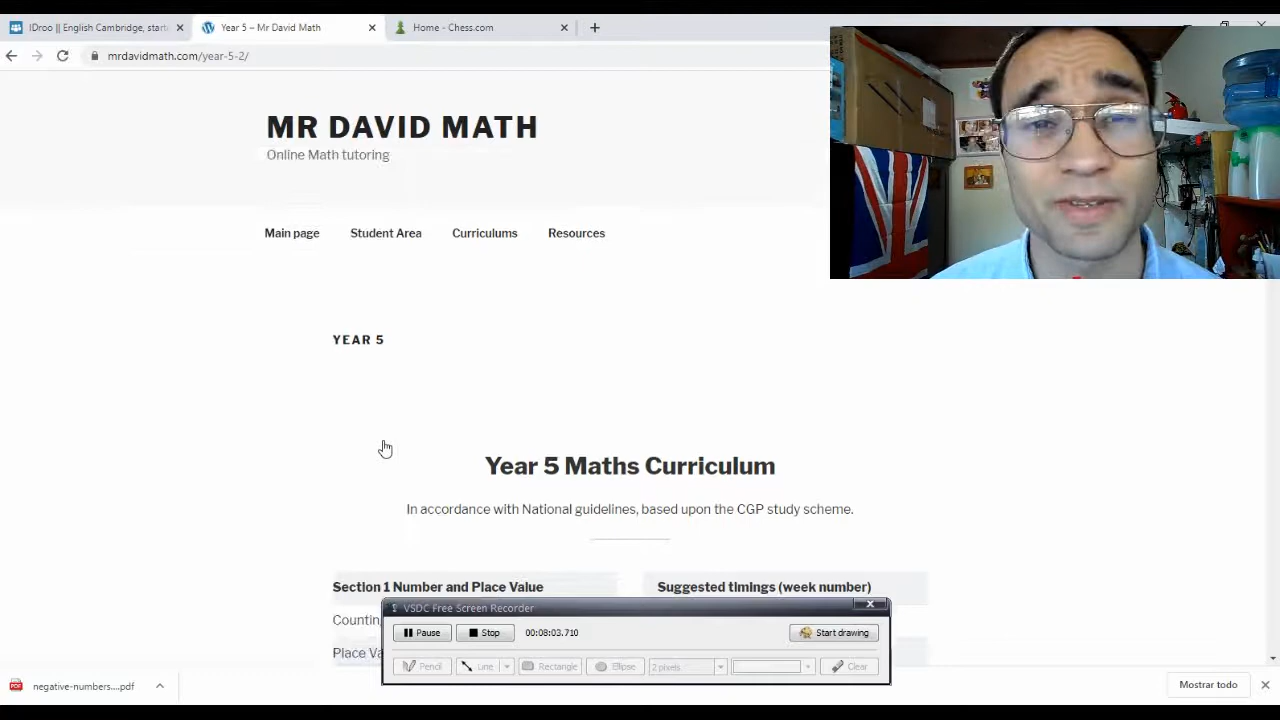 IDroo || English Cambridge, start
Year 5 – Mr David Math
Home - Chess.com
mrdavidmath.com/year-5-2/
MR DAVID MATH
Online Math tutoring
Main page
Student Area
Curriculums
Resources
YEAR 5
Year 5 Maths Curriculum
In accordance with National guidelines, based upon the CGP study scheme.
Section 1 Number and Place Value
Suggested timings (week number)
VSDC Free Screen Recorder
Pause
Stop
00:08:03.710
Start drawing
Pencil
Line
Rectangle
Ellipse
2 pixels
Clear
Place Va
PDF
negative-numbers....pdf
Mostrar todo